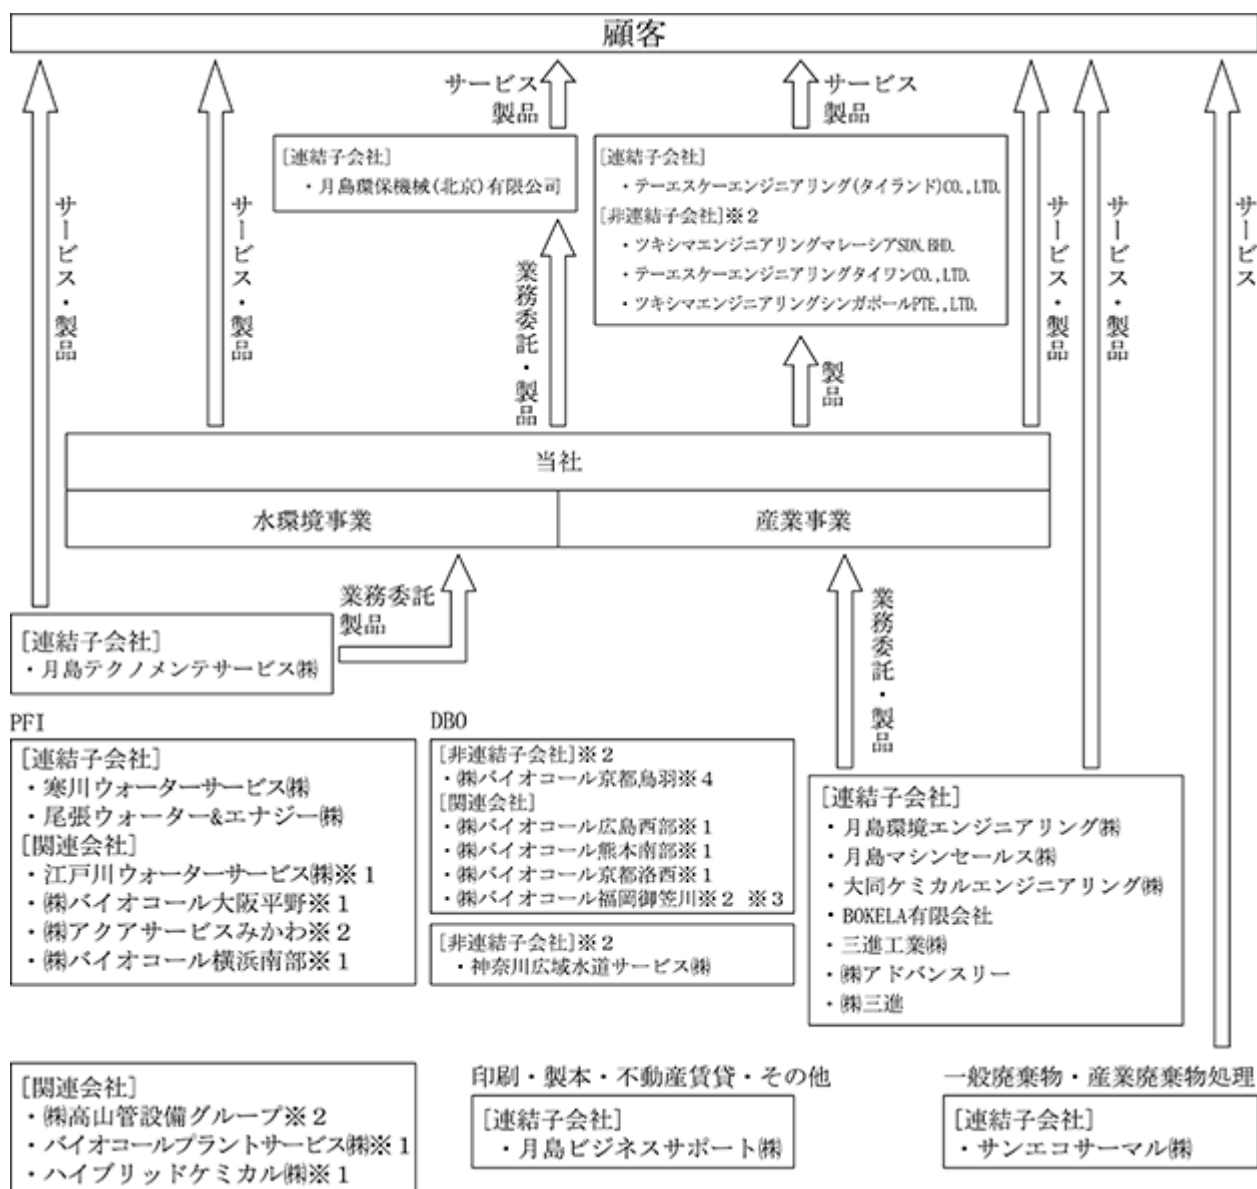 顧客
サービス
製品
サービス
製品
[連結子会社]
・月島環保機械(北京)有限公司
[連結子会社]
・テーエスケーエンジニアリング(タイランド)CO.,LTD.
[非連結子会社]※2
・ツキシマエンジニアリングマレーシアSDN.BHD.
・テーエスケーエンジニアリングタイワンCO.,LTD.
・ツキシマエンジニアリングシンガポールPTE.,LTD.
サービス・製品
サービス・製品
業務委託・製品
製品
サービス・製品
サービス・製品
サービス
当社
水環境事業
産業事業
業務委託
製品
業務委託・製品
[連結子会社]
・月島テクノメンテサービス㈱
PFI
[連結子会社]
・寒川ウォーターサービス㈱
・尾張ウォーター&エナジー㈱
[関連会社]
・江戸川ウォーターサービス㈱※1
・㈱バイオコール大阪平野※1
・㈱アクアサービスみかわ※2
・㈱バイオコール横浜南部※1
DBO
[非連結子会社]※2
・㈱バイオコール京都鳥羽※4
[関連会社]
・㈱バイオコール広島西部※1
・㈱バイオコール熊本南部※1
・㈱バイオコール京都洛西※1
・㈱バイオコール福岡御笠川※2 ※3
[非連結子会社]※2
・神奈川広域水道サービス㈱
[連結子会社]
・月島環境エンジニアリング㈱
・月島マシンセールス㈱
・大同ケミカルエンジニアリング㈱
・BOKELA有限会社
・三進工業㈱
・㈱アドバンスリー
・㈱三進
[関連会社]
・㈱高山管設備グループ※2
・バイオコールプラントサービス㈱※1
・ハイブリッドケミカル㈱※1
印刷・製本・不動産賃貸・その他
[連結子会社]
・月島ビジネスサポート㈱
一般廃棄物・産業廃棄物処理
[連結子会社]
・サンエコサーマル㈱